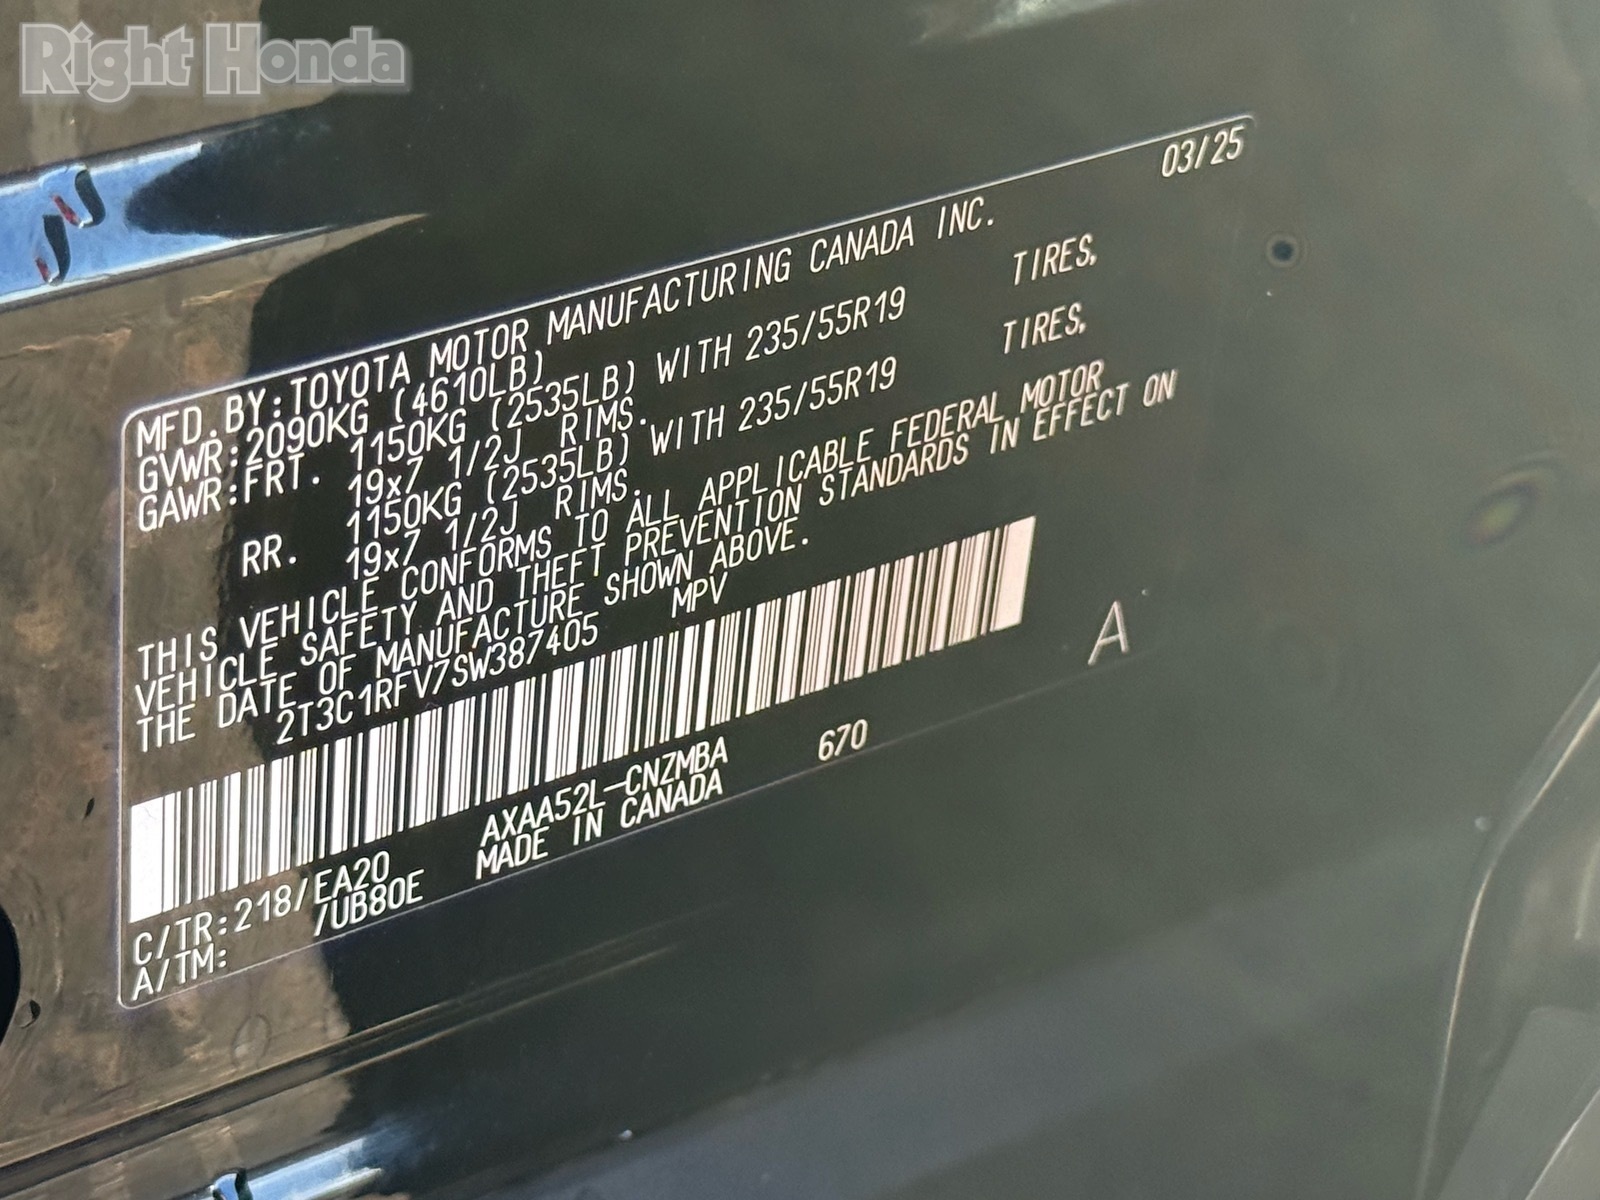 Right Honda
03/25
MFD.BY:TOYOTA MOTOR MANUFACTURING CANADA INC.
GVWR:2090KG (4610LB)
GAWR:FRT. 1150KG (2535LB) WITH 235/55R19 TIRES,
19x7 1/2J RIMS.
RR. 1150KG (2535LB) WITH 235/55R19 TIRES,
19x7 1/2J RIMS.
THIS VEHICLE CONFORMS TO ALL APPLICABLE FEDERAL MOTOR
VEHICLE SAFETY AND THEFT PREVENTION STANDARDS IN EFFECT ON
THE DATE OF MANUFACTURE SHOWN ABOVE.
2T3C1RFV7SW387405 MPV
A
C/TR:218/EA20 AXAA52L-CNZMBA 670
A/TM: /UB80E MADE IN CANADA